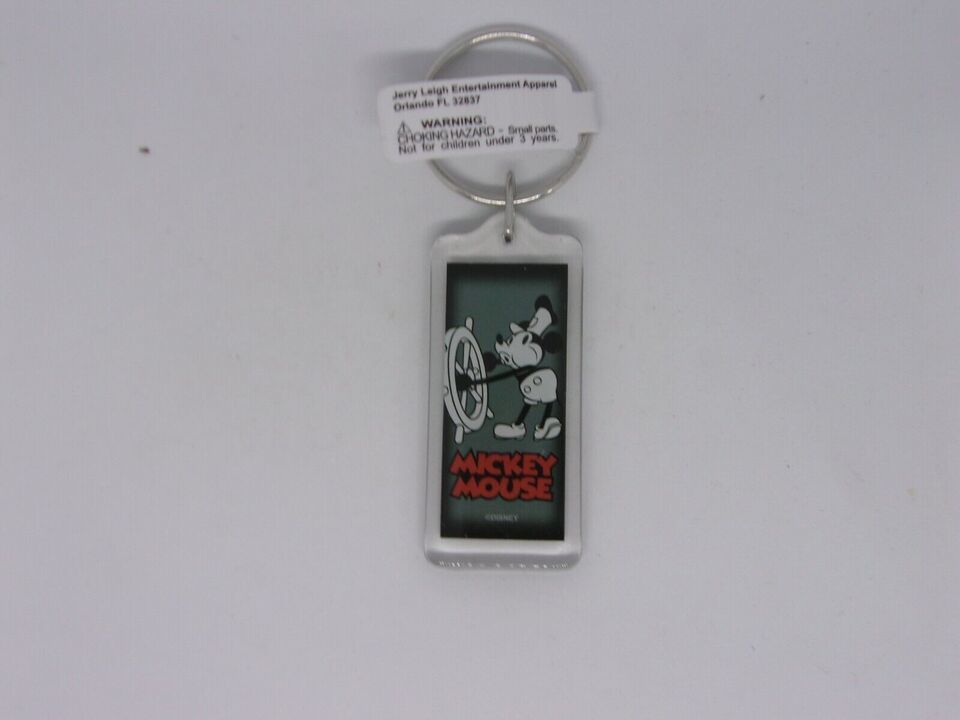 Jerry Leigh Entertainment Apparel
Orlando FL 32837
WARNING:
CHOKING HAZARD - Small parts.
Not for children under 3 years.
MICKEY
MOUSE
©DISNEY